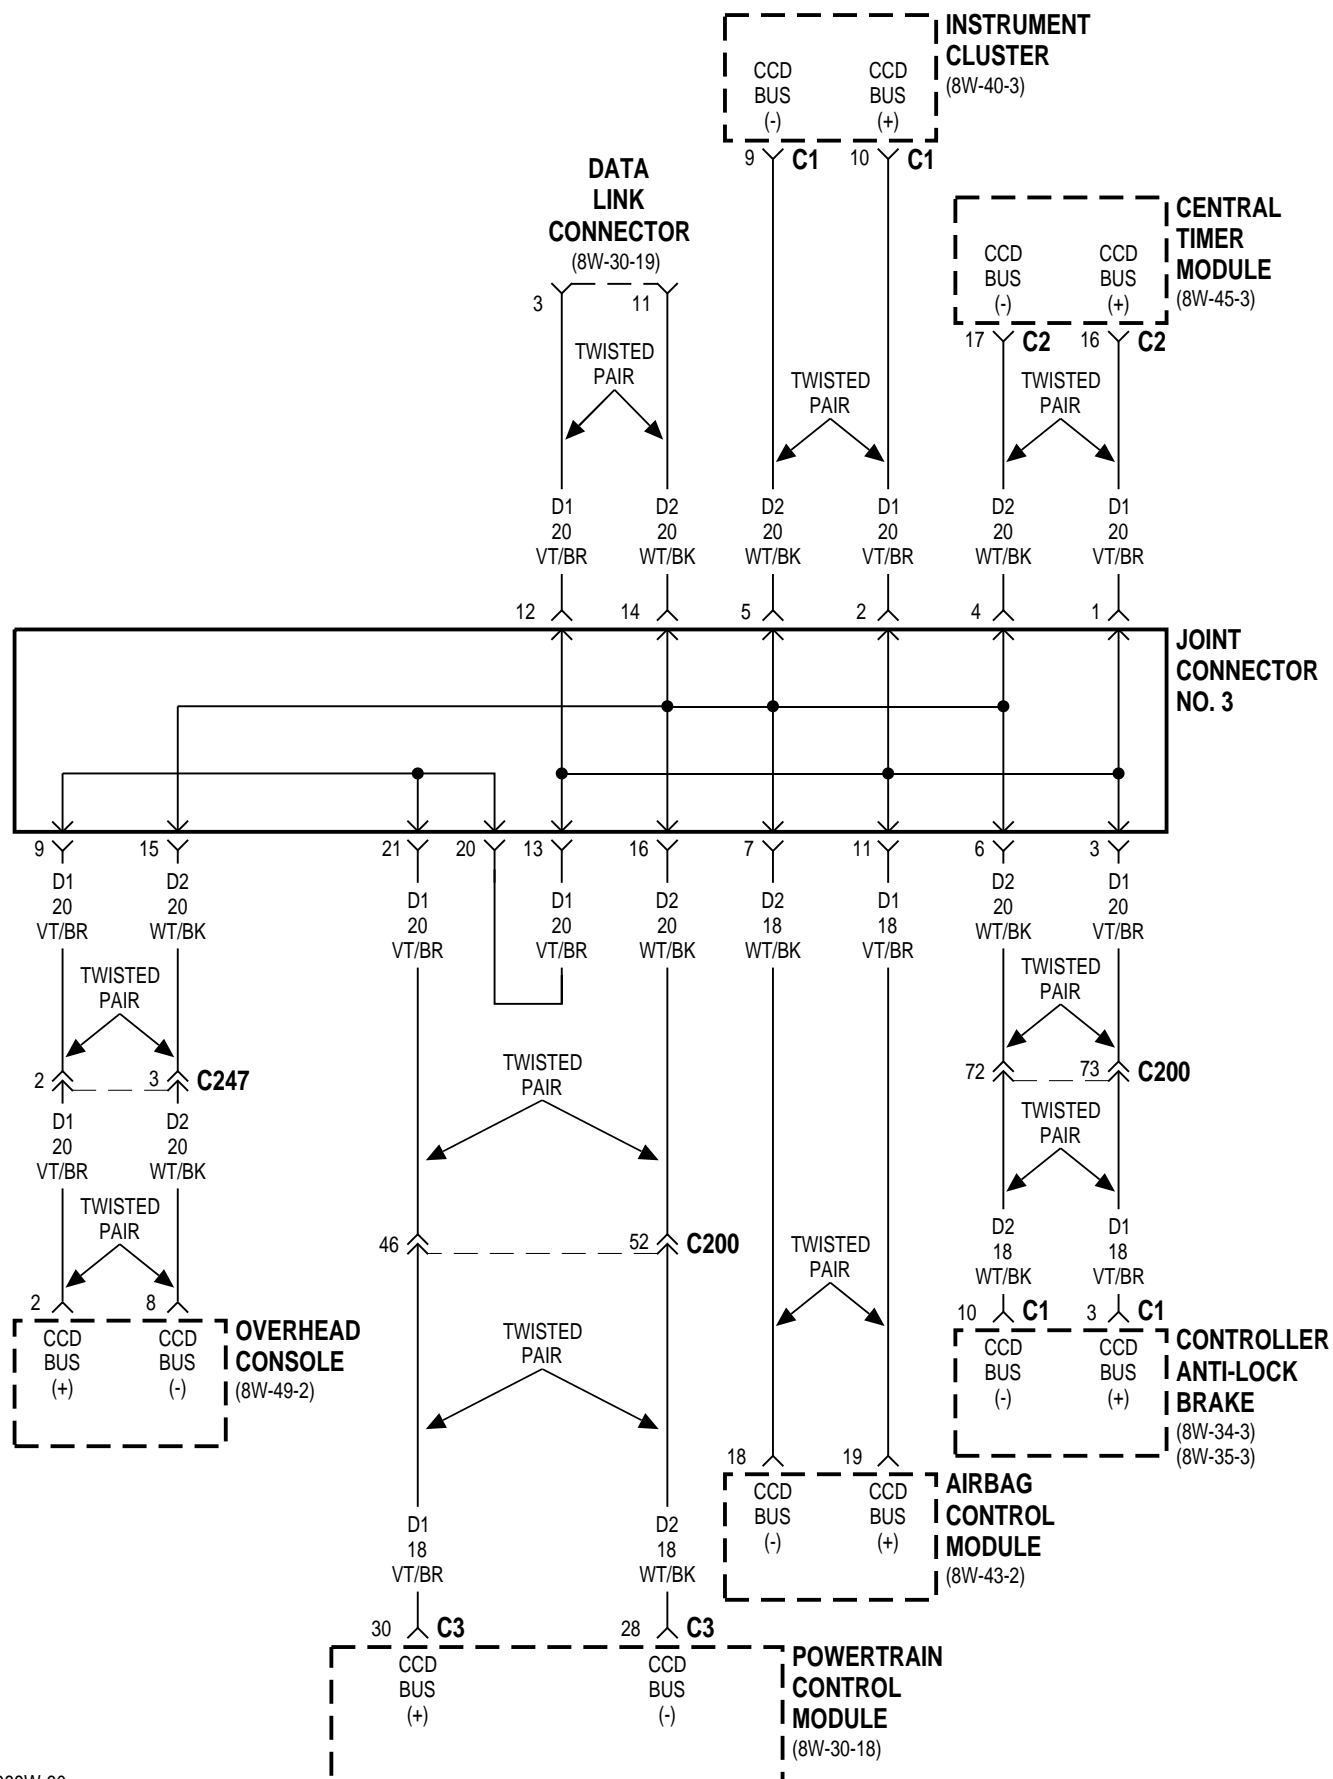 INSTRUMENT
CLUSTER
(8W-40-3)
CCD
BUS
(-)
CCD
BUS
(+)
9 C1
10 C1
DATA
LINK
CONNECTOR
(8W-30-19)
3
11
CENTRAL
TIMER
MODULE
(8W-45-3)
CCD
BUS
(-)
CCD
BUS
(+)
17 C2
16 C2
TWISTED
PAIR
TWISTED
PAIR
TWISTED
PAIR
D1
20
VT/BR
D2
20
WT/BK
D2
20
WT/BK
D1
20
VT/BR
D2
20
WT/BK
D1
20
VT/BR
12
14
5
2
4
1
JOINT
CONNECTOR
NO. 3
9
15
21
20
13
16
7
11
6
3
D1
20
VT/BR
D2
20
WT/BK
D1
20
VT/BR
D1
20
VT/BR
D2
20
WT/BK
D2
18
WT/BK
D1
18
VT/BR
D2
20
WT/BK
D1
20
VT/BR
TWISTED
PAIR
TWISTED
PAIR
TWISTED
PAIR
2
3 C247
72
73 C200
D1
20
VT/BR
D2
20
WT/BK
TWISTED
PAIR
TWISTED
PAIR
46
52 C200
TWISTED
PAIR
D2
18
WT/BK
D1
18
VT/BR
2
8
10 C1
3 C1
OVERHEAD
CONSOLE
(8W-49-2)
CCD
BUS
(+)
CCD
BUS
(-)
TWISTED
PAIR
CCD
BUS
(-)
CCD
BUS
(+)
CONTROLLER
ANTI-LOCK
BRAKE
(8W-34-3)
(8W-35-3)
18
19
CCD
BUS
(-)
CCD
BUS
(+)
AIRBAG
CONTROL
MODULE
(8W-43-2)
D1
18
VT/BR
D2
18
WT/BK
30 C3
28 C3
CCD
BUS
(+)
CCD
BUS
(-)
POWERTRAIN
CONTROL
MODULE
(8W-30-18)